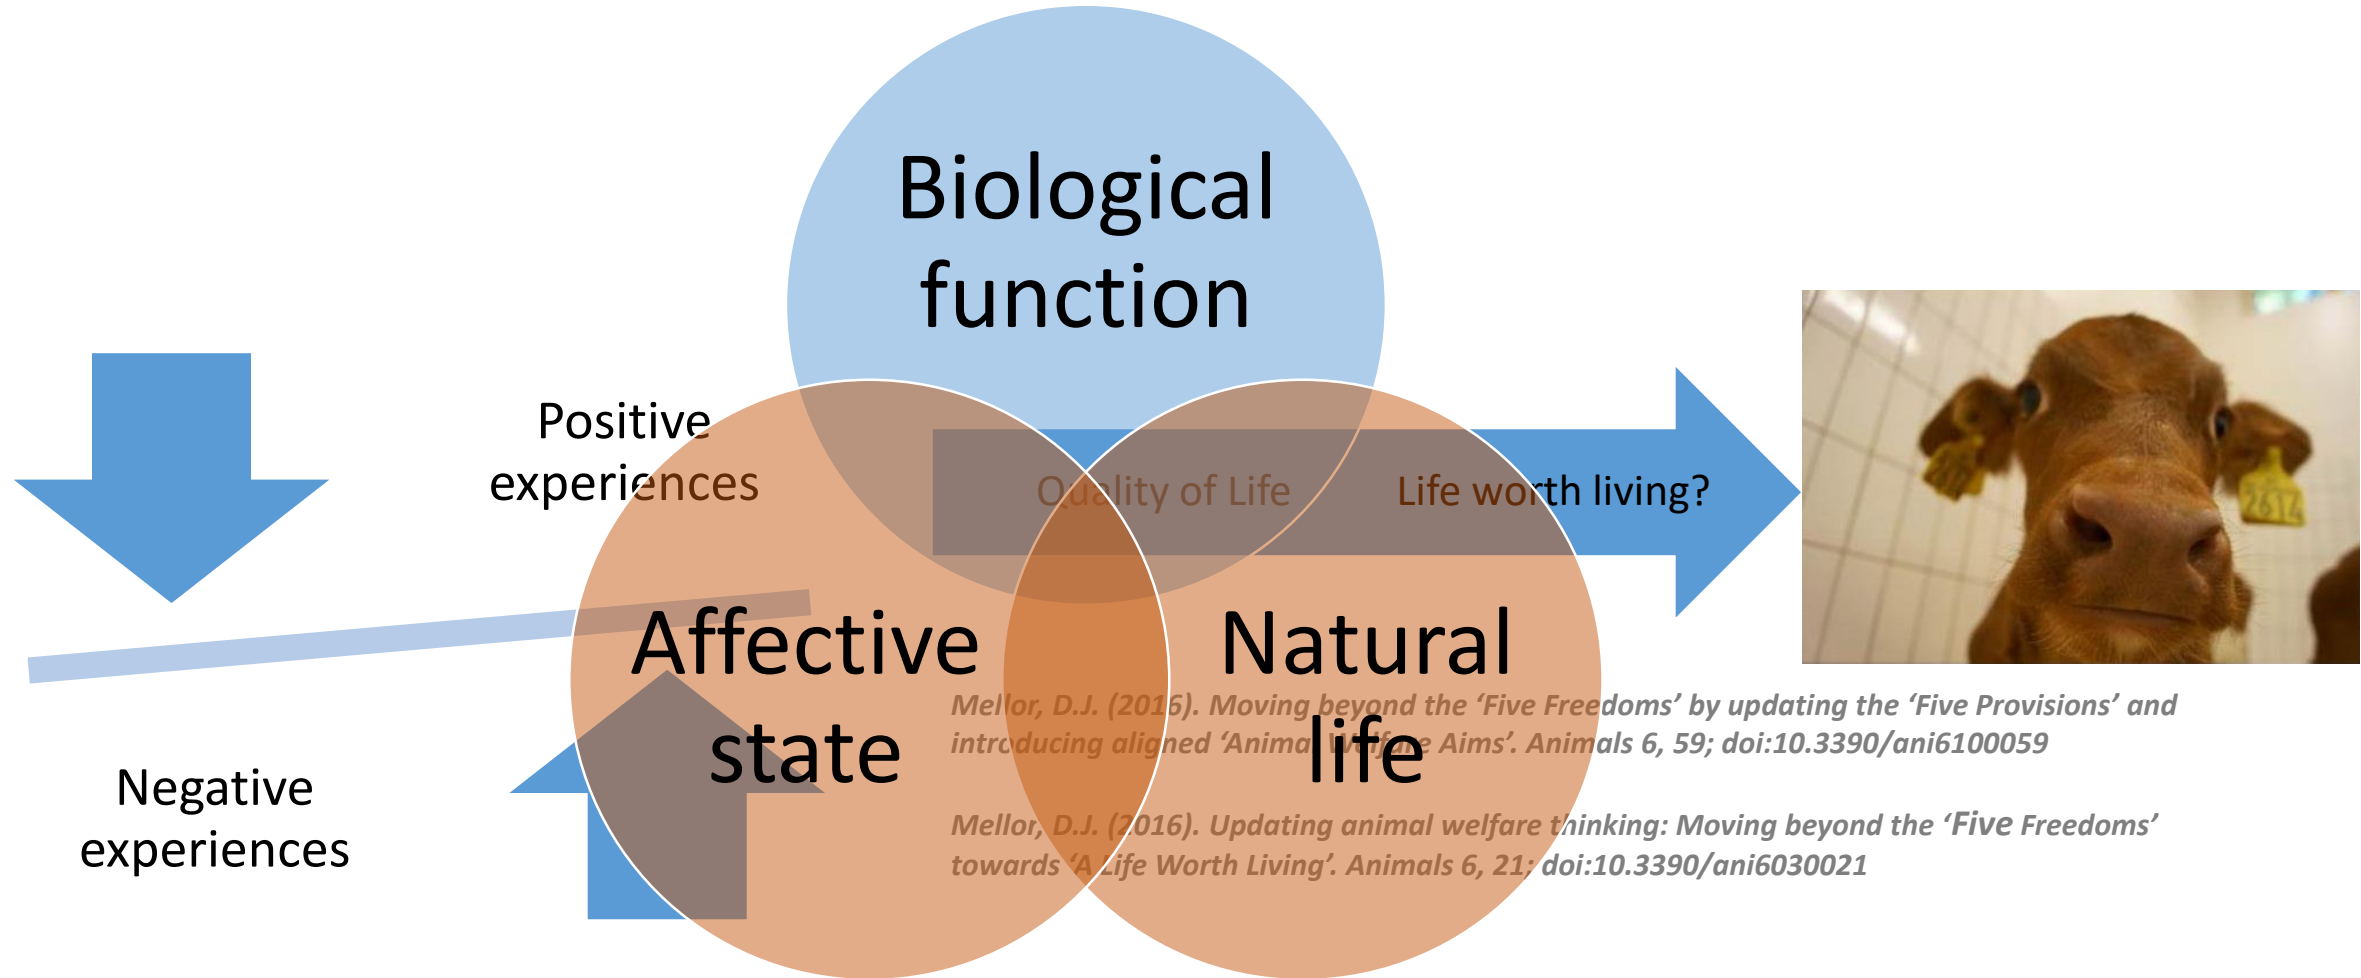 Biological
function
Positive
experiences
Quality of Life
Life worth living?
2614
Affective
state
Natural
life
Negative
experiences
Mellor, D.J. (2016). Moving beyond the ‘Five Freedoms’ by updating the ‘Five Provisions’ and
introducing aligned ‘Animal Welfare Aims’. Animals 6, 59; doi:10.3390/ani6100059
Mellor, D.J. (2016). Updating animal welfare thinking: Moving beyond the ‘Five Freedoms’
towards ‘A Life Worth Living’. Animals 6, 21; doi:10.3390/ani6030021